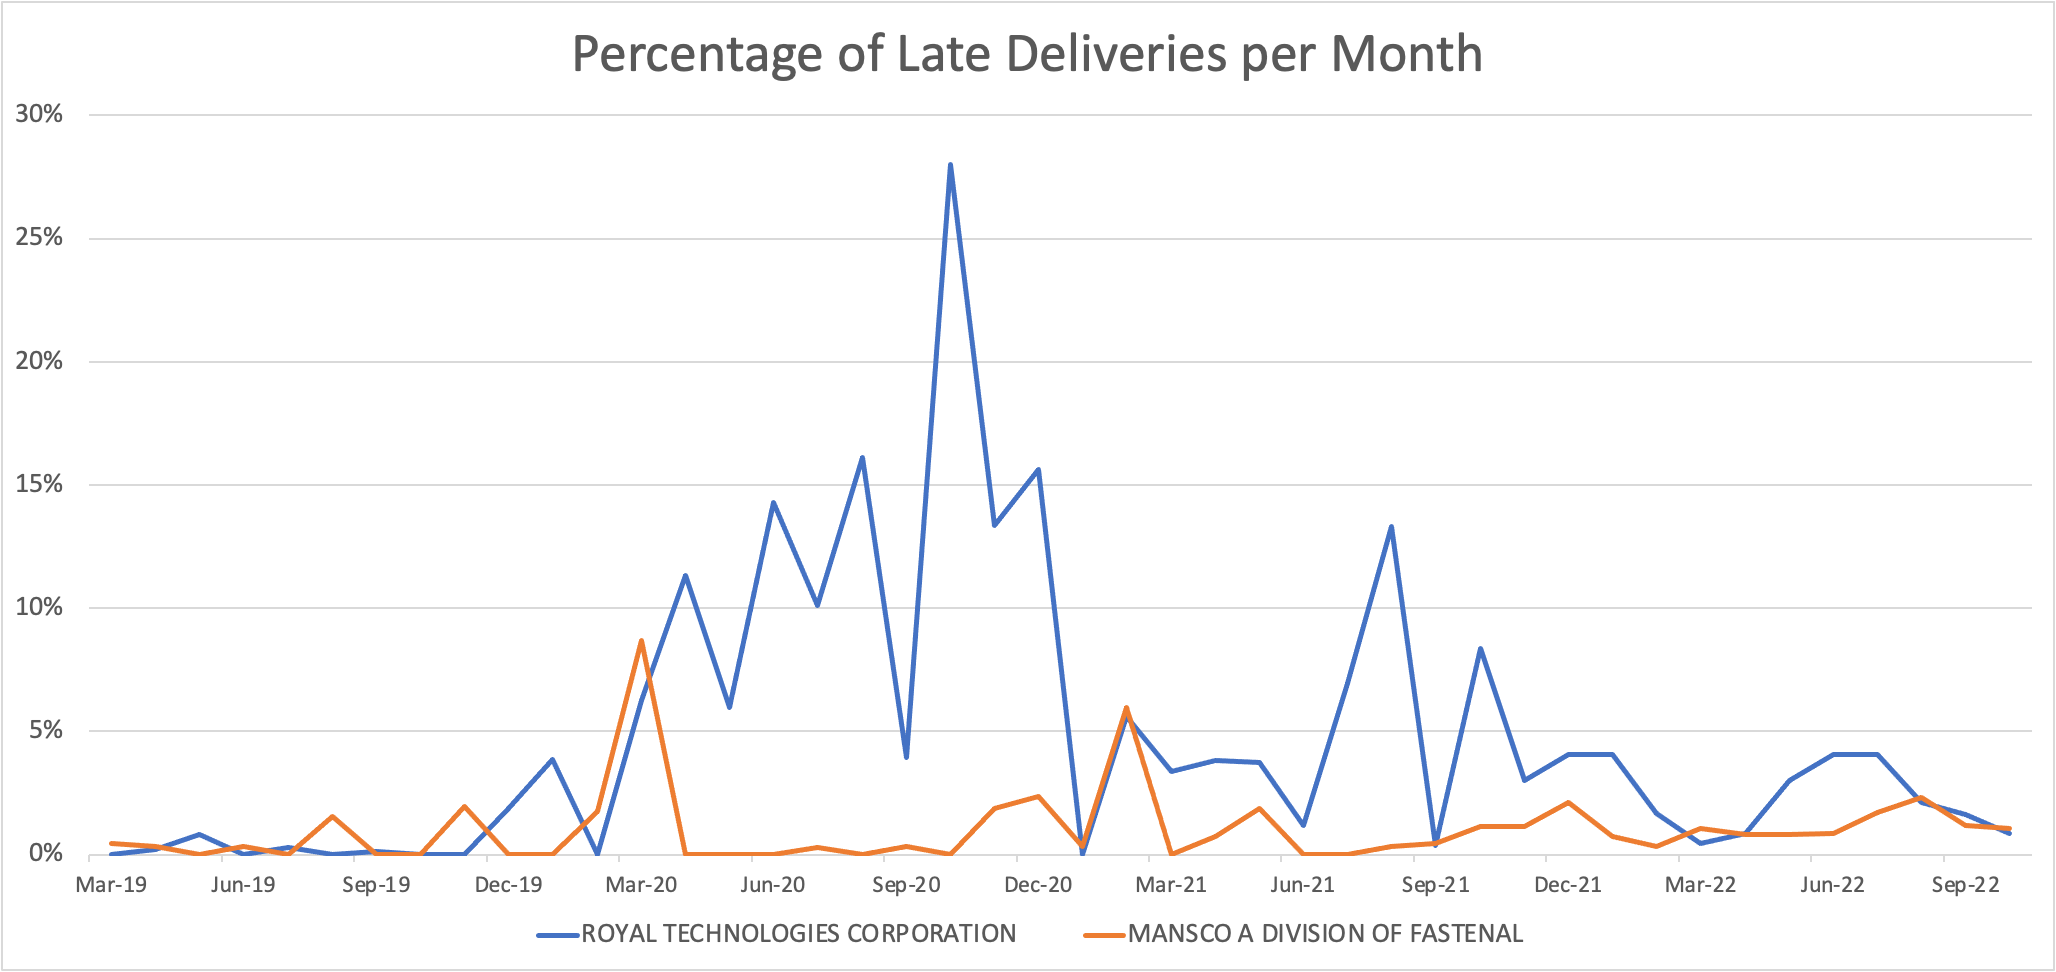 Percentage of Late Deliveries per Month
30%
25%
20%
15%
10%
5%
0%
Mar-19 Jun-19 Sep-19 Dec-19 Mar-20 Jun-20 Sep-20 Dec-20 Mar-21 Jun-21 Sep-21 Dec-21 Mar-22 Jun-22 Sep-22
ROYAL TECHNOLOGIES CORPORATION MANSCO A DIVISION OF FASTENAL